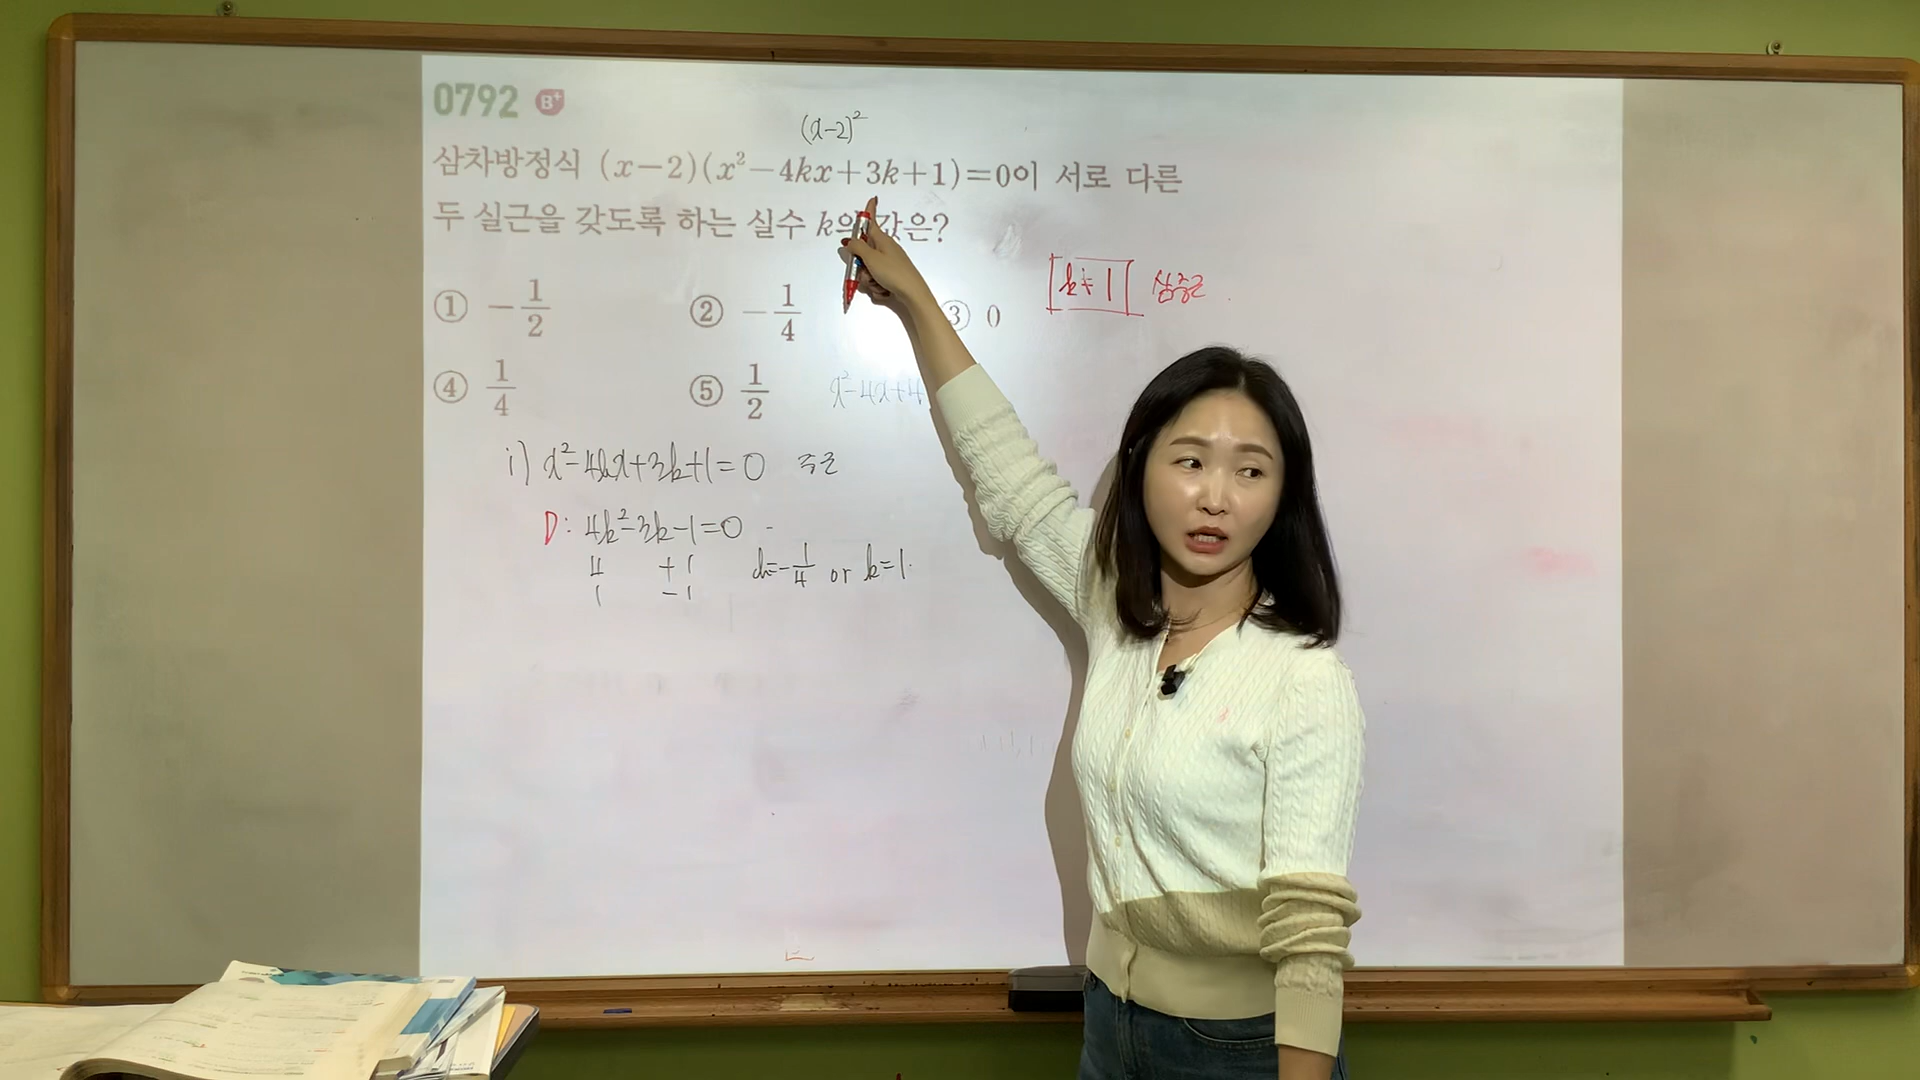 0792 B+
(x-2)²
삼차방정식 (x-2)(x²-4kx+3k+1)=0이 서로 다른
두 실근을 갖도록 하는 실수 k의 값은?
k≠1 삼중근
① -1/2 ② -1/4 ③ 0
④ 1/4 ⑤ 1/2 x²-4x+4
i) x²-4kx+3k+1=0 중근
D: 4k²-3k-1=0
4 +1 k=-1/4 or k=1.
1 -1